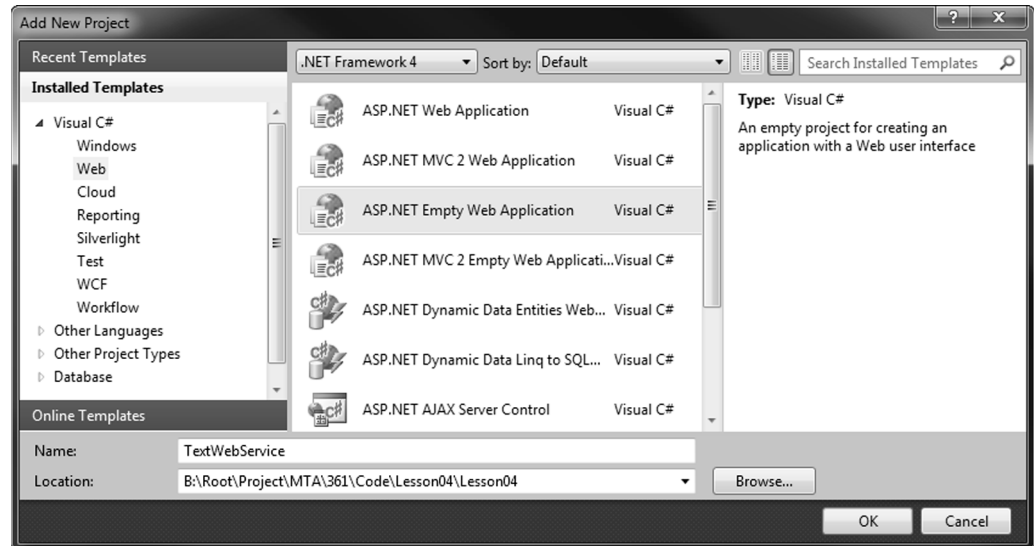 Add New Project
?
X
Recent Templates
Installed Templates
Visual C#
Windows
Web
Cloud
Reporting
Silverlight
Test
WCF
Workflow
Other Languages
Other Project Types
Database
Online Templates
.NET Framework 4
Sort by: Default
Search Installed Templates
ASP.NET Web Application Visual C#
ASP.NET MVC 2 Web Application Visual C#
ASP.NET Empty Web Application Visual C#
ASP.NET MVC 2 Empty Web Applicati...Visual C#
ASP.NET Dynamic Data Entities Web... Visual C#
ASP.NET Dynamic Data Linq to SQL... Visual C#
ASP.NET AJAX Server Control Visual C#
Type: Visual C#
An empty project for creating an
application with a Web user interface
Name: TextWebService
Location: B:\Root\Project\MTA\361\Code\Lesson04\Lesson04
Browse...
OK
Cancel